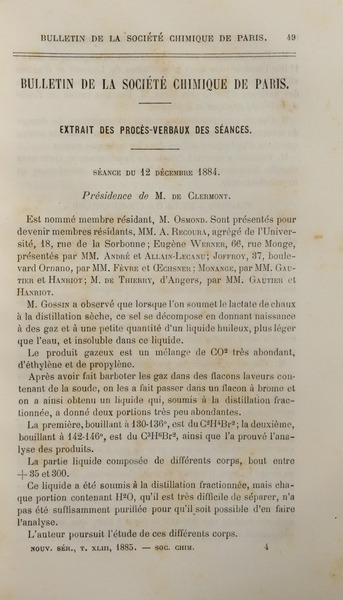 BULLETIN DE LA SOCIÉTÉ CHIMIQUE DE PARIS. 49
BULLETIN DE LA SOCIÉTÉ CHIMIQUE DE PARIS.
EXTRAIT DES PROCÈS-VERBAUX DES SÉANCES.
SÉANCE DU 12 DÉCEMBRE 1884.
Présidence de M. DE CLERMONT.
Est nommé membre résidant, M. OSMOND. Sont présentés pour
devenir membres résidants, MM. A. RECOURA, agrégé de l'Univer-
sité, 18, rue de la Sorbonne; Eugène WERNER, 66, rue Monge,
présentés par MM. ANDRÉ et ALLAIN-LECANU; JOFFROY, 37, boule-
vard Ornano, par MM. FÈVRE et ŒCHSNER; MONANGE, par MM. GAU-
TIER et HANRIOT; M. DE THIERRY, d'Angers, par MM. GAUTIER et
HANRIOT.
M. GOSSIN a observé que lorsque l'on soumet le lactate de chaux
à la distillation sèche, ce sel se décompose en donnant naissance
à des gaz et à une petite quantité d'un liquide huileux, plus léger
que l'eau, et insoluble dans ce liquide.
Le produit gazeux est un mélange de CO² très abondant,
d'éthylène et de propylène.
Après avoir fait barboter les gaz dans des flacons laveurs con-
tenant de la soude, on les a fait passer dans un flacon à brome et
on a ainsi obtenu un liquide qui, soumis à la distillation frac-
tionnée, a donné deux portions très peu abondantes.
La première, bouillant à 130-136°, est du C²H⁴Br²; la deuxième,
bouillant à 142-146°, est du C³H⁶Br², ainsi que l'a prouvé l'ana-
lyse des produits.
La partie liquide composée de différents corps, bout entre
+ 35 et 300.
Ce liquide a été soumis à la distillation fractionnée, mais cha-
que portion contenant H²O, qu'il est très difficile de séparer, n'a
pas été suffisamment purifiée pour qu'il soit possible d'en faire
l'analyse.
L'auteur poursuit l'étude de ces différents corps.
NOUV. SÉR., T. XLIII, 1885. — SOC. CHIM. 4